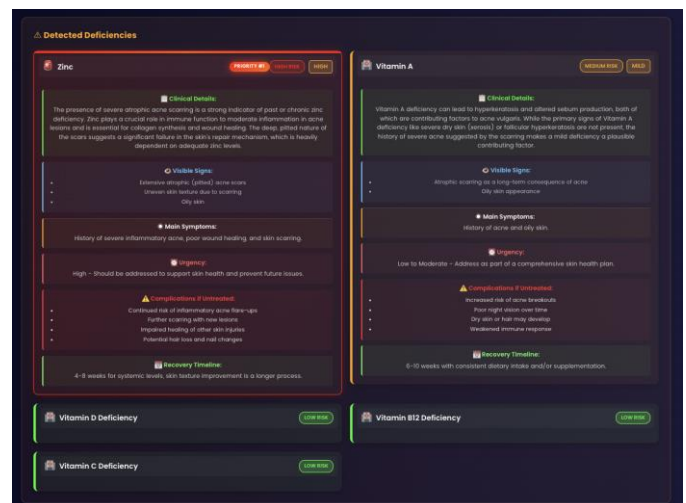 ⚠ Detected Deficiencies
Zinc
PRIORITY #1
HIGH RISK
HIGH
Clinical Details:
The presence of severe atrophic acne scarring is a strong indicator of past or chronic zinc
deficiency. Zinc plays a crucial role in immune function to moderate inflammation in acne
lesions and is essential for collagen synthesis and wound healing. The deep, pitted nature of
the scars suggests a significant failure in the skin's repair mechanism, which is heavily
dependent on adequate zinc levels.
Visible Signs:
• Extensive atrophic (pitted) acne scars
• Uneven skin texture due to scarring
• Oily skin
Main Symptoms:
History of severe inflammatory acne, poor wound healing, and skin scarring.
Urgency:
High - Should be addressed to support skin health and prevent future issues.
⚠ Complications if Untreated:
• Continued risk of inflammatory acne flare-ups
• Further scarring with new lesions
• Impaired healing of other skin injuries
• Potential hair loss and nail changes
Recovery Timeline:
4-8 weeks for systemic levels, skin texture improvement is a longer process.
Vitamin A
MEDIUM RISK
MILD
Clinical Details:
Vitamin A deficiency can lead to hyperkeratosis and altered sebum production, both of
which are contributing factors to acne vulgaris. While the primary signs of Vitamin A
deficiency like severe dry skin (xerosis) or follicular hyperkeratosis are not present, the
history of severe acne suggested by the scarring makes a mild deficiency a plausible
contributing factor.
Visible Signs:
• Atrophic scarring as a long-term consequence of acne
• Oily skin appearance
Main Symptoms:
History of acne and oily skin.
Urgency:
Low to Moderate - Address as part of a comprehensive skin health plan.
⚠ Complications if Untreated:
• Increased risk of acne breakouts
• Poor night vision over time
• Dry skin or hair may develop
• Weakened immune response
Recovery Timeline:
6-10 weeks with consistent dietary intake and/or supplementation.
Vitamin D Deficiency
LOW RISK
Vitamin B12 Deficiency
LOW RISK
Vitamin C Deficiency
LOW RISK